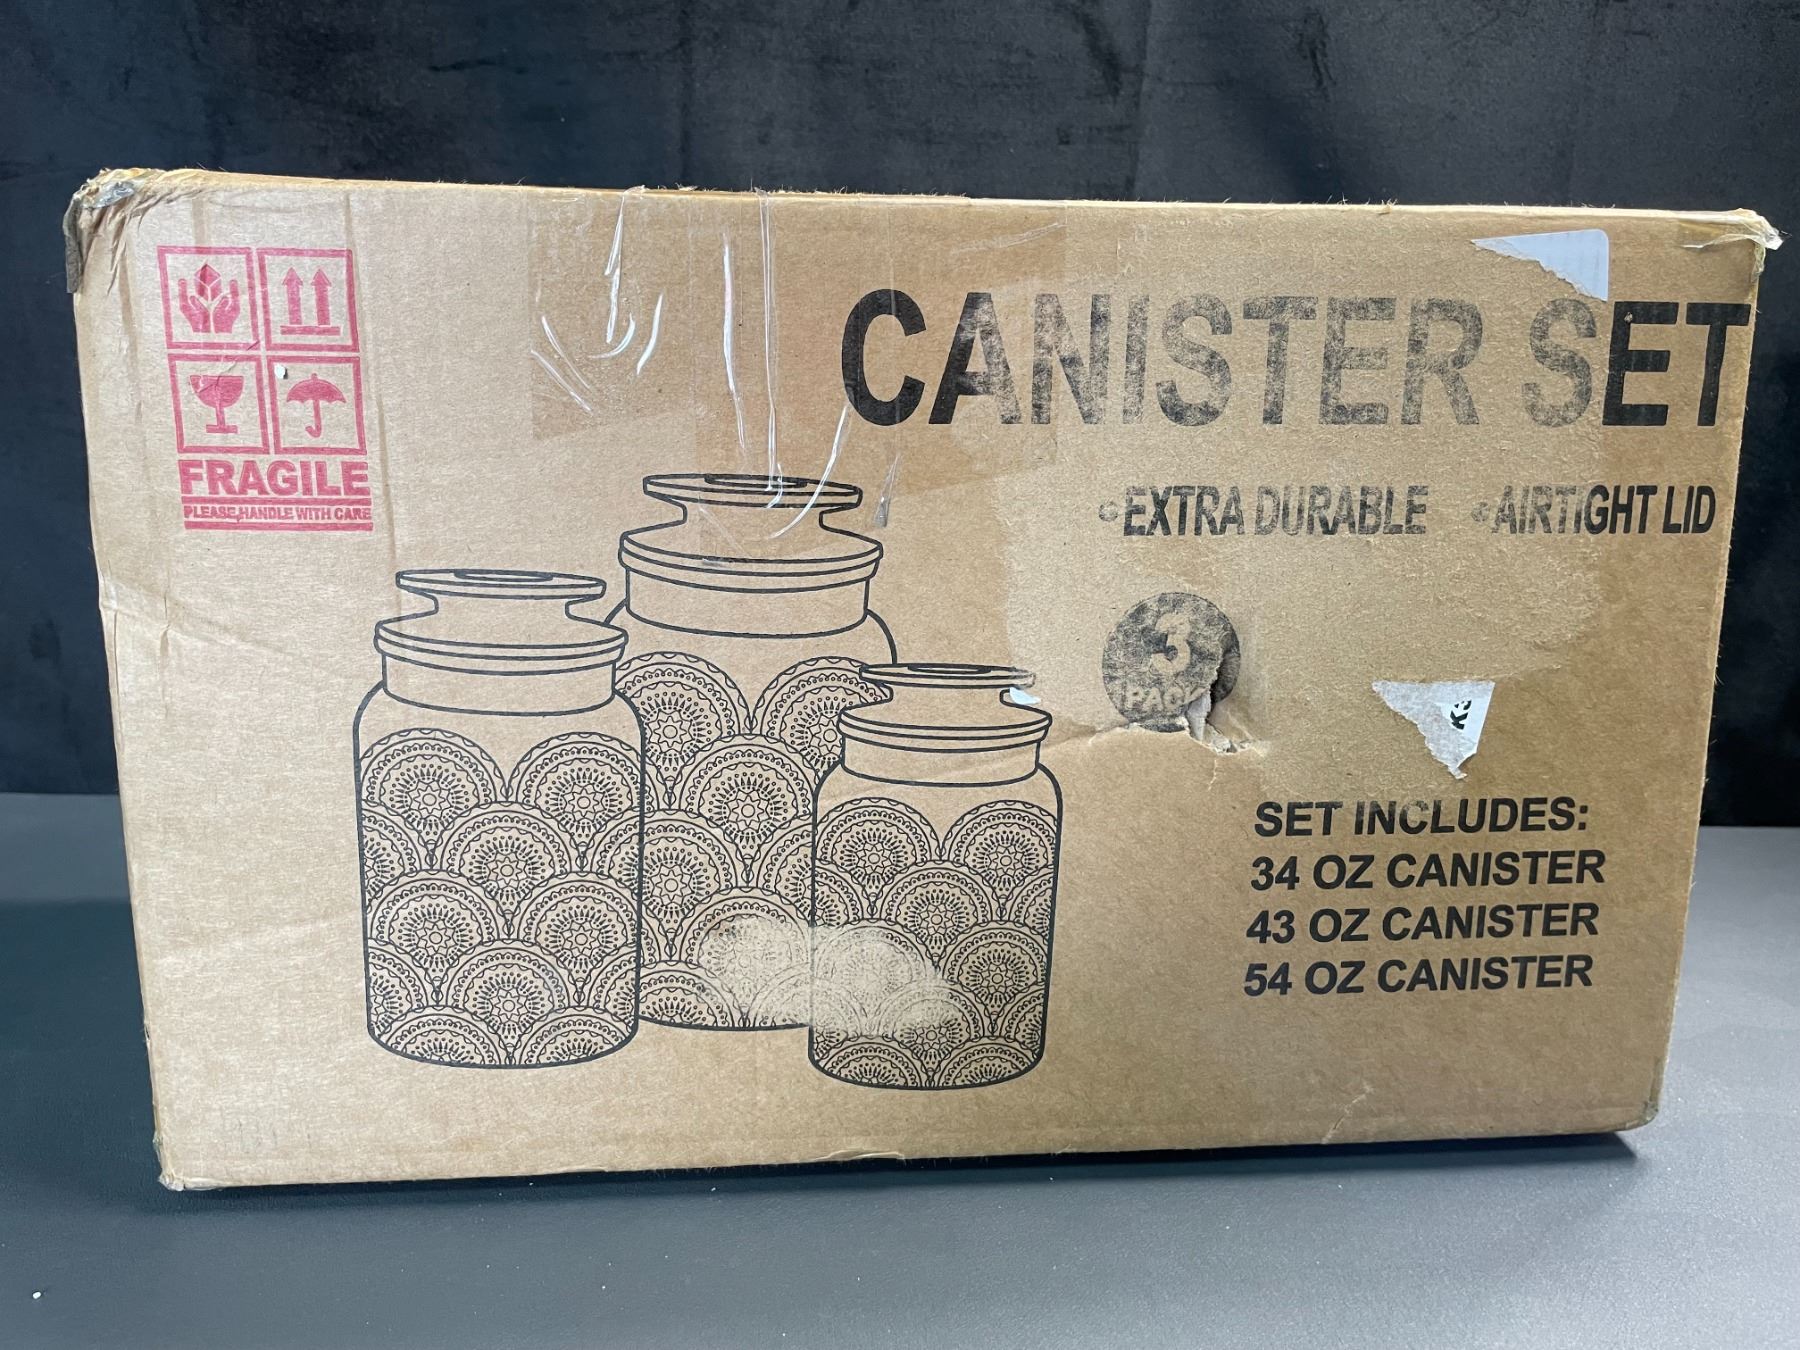 CANISTER SET
• EXTRA DURABLE • AIRTIGHT LID
FRAGILE
PLEASE, HANDLE WITH CARE
3
PACK
SET INCLUDES:
34 OZ CANISTER
43 OZ CANISTER
54 OZ CANISTER